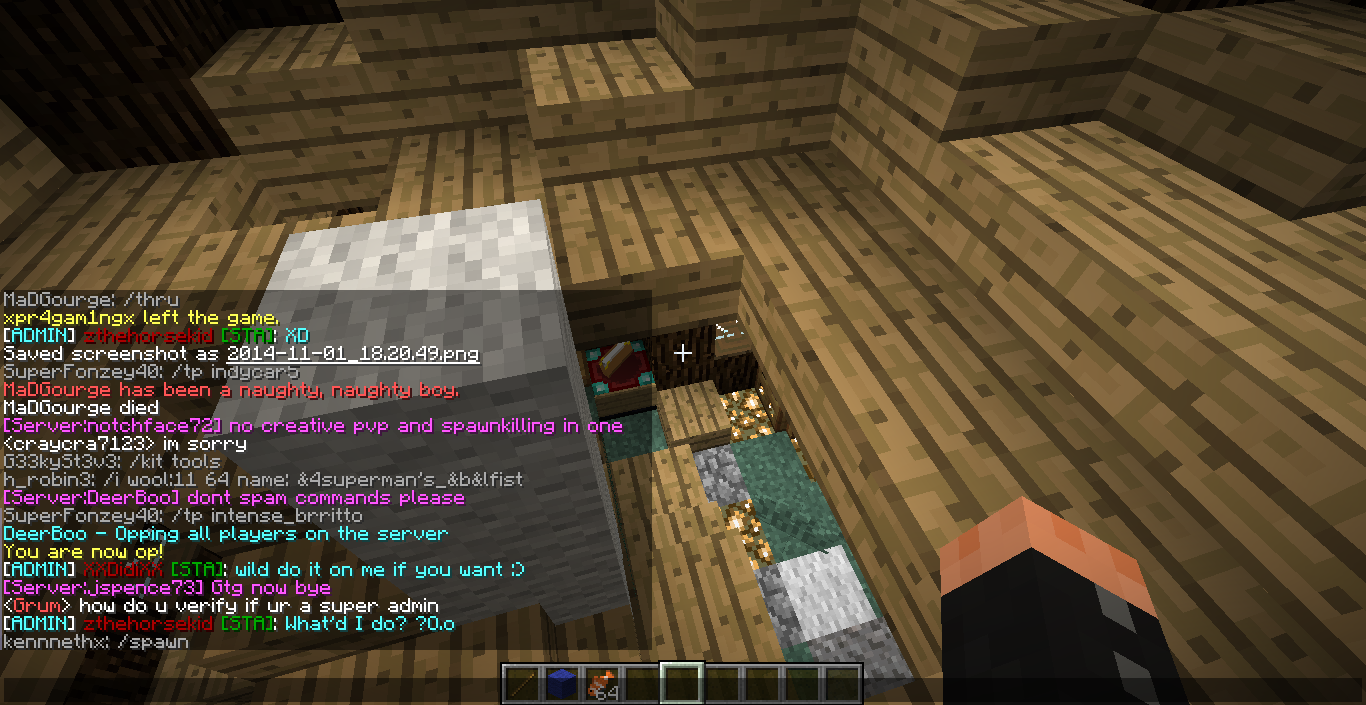 MaDGourge: /thru
xpr4gam1ngx left the game.
[ADMIN] zthehorsekid [STA]: XD
Saved screenshot as 2014-11-01_18.20.49.png
SuperFonzey40: /tp indycar5
MaDGourge has been a naughty, naughty boy.
MaDGourge died
[Server:notchface72] no creative pvp and spawnkilling in one
<craycra7123> im sorry
G33ky5t3v3: /kit tools
h_robin3: /i wool:11 64 name: &4superman's_&b&lfist
[Server:DeerBoo] dont spam commands please
SuperFonzey40: /tp intense_brritto
DeerBoo - Opping all players on the server
You are now op!
[ADMIN] XXDidIXX [STA]: wild do it on me if you want :)
[Server:jspence73] Gtg now bye
<Grum> how do u verify if ur a super admin
[ADMIN] zthehorsekid [STA]: What'd I do? ?O.o
kennnethx: /spawn
64